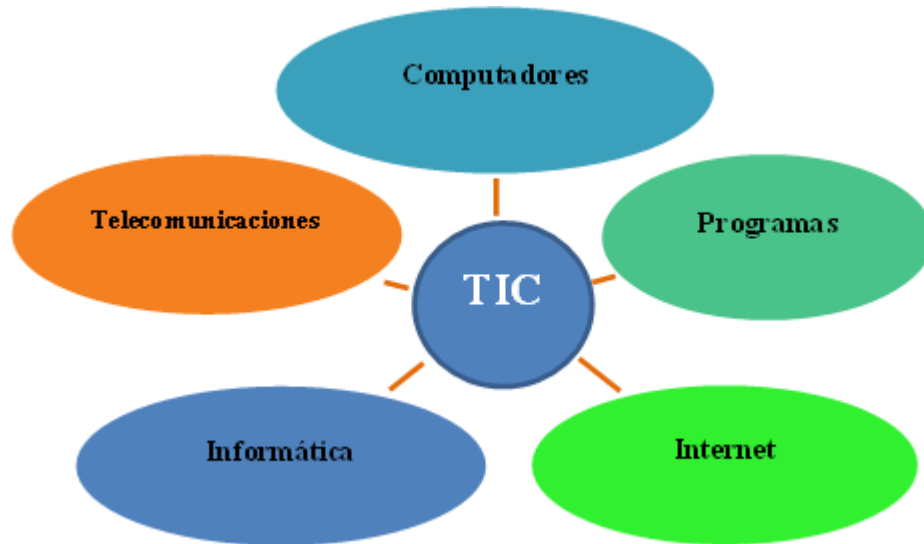 Computadores
Telecomunicaciones
Programas
TIC
Informática
Internet